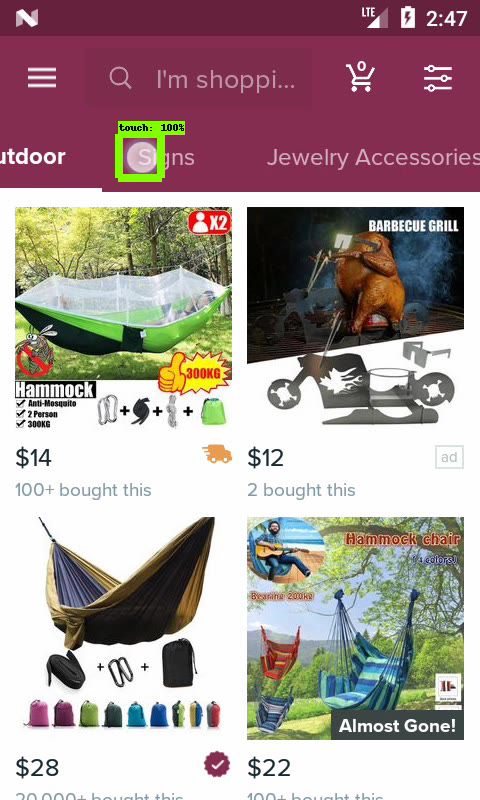 LTE
2:47
I'm shoppi...
0
touch: 100%
utdoor
Signs
Jewelry Accessories
X2
300KG
Hammock
Anti-Mosquito
2 Person
300KG
BARBECUE GRILL
$14
100+ bought this
$12
ad
2 bought this
Hammock chair
( 4 colors )
Bearing 200kg
Almost Gone!
$28
20,000+ bought this
$22
100+ bought this